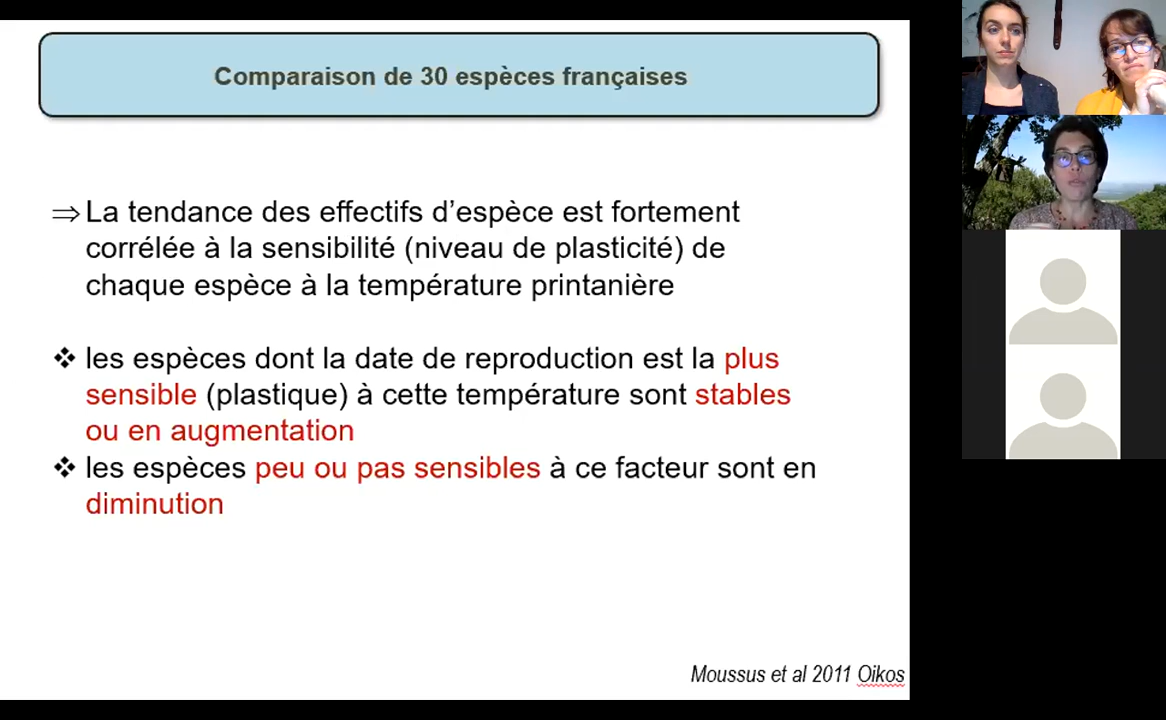 Comparaison de 30 espèces françaises
⇒ La tendance des effectifs d’espèce est fortement
corrélée à la sensibilité (niveau de plasticité) de
chaque espèce à la température printanière
❖ les espèces dont la date de reproduction est la plus
sensible (plastique) à cette température sont stables
ou en augmentation
❖ les espèces peu ou pas sensibles à ce facteur sont en
diminution
Moussus et al 2011 Oikos